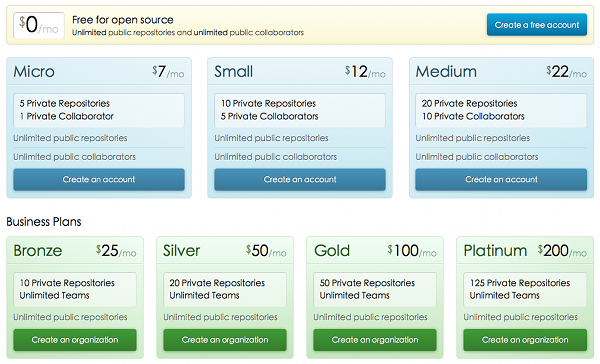 $0/mo
Free for open source
Unlimited public repositories and unlimited public collaborators
Create a free account
Micro $7/mo
5 Private Repositories
1 Private Collaborator
Unlimited public repositories
Unlimited public collaborators
Create an account
Small $12/mo
10 Private Repositories
5 Private Collaborators
Unlimited public repositories
Unlimited public collaborators
Create an account
Medium $22/mo
20 Private Repositories
10 Private Collaborators
Unlimited public repositories
Unlimited public collaborators
Create an account
Business Plans
Bronze $25/mo
10 Private Repositories
Unlimited Teams
Unlimited public repositories
Create an organization
Silver $50/mo
20 Private Repositories
Unlimited Teams
Unlimited public repositories
Create an organization
Gold $100/mo
50 Private Repositories
Unlimited Teams
Unlimited public repositories
Create an organization
Platinum $200/mo
125 Private Repositories
Unlimited Teams
Unlimited public repositories
Create an organization